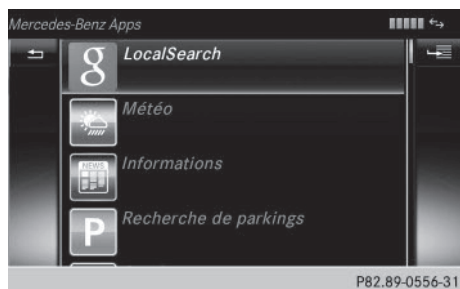 Mercedes-Benz Apps
g LocalSearch
Météo
NEWS
Informations
P Recherche de parkings
P82.89-0556-31